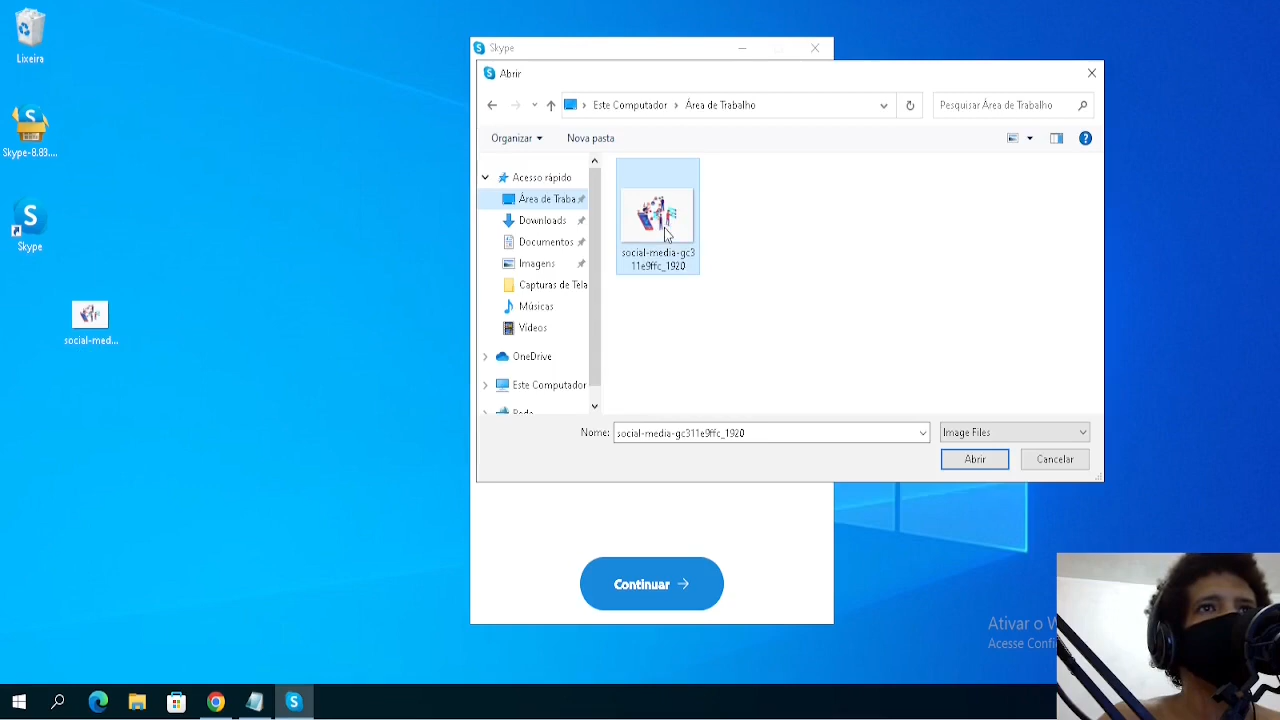 Lixeira
Skype-8.83....
Skype
social-med...
Skype
Abrir
Este Computador
Área de Trabalho
Pesquisar Área de Trabalho
Organizar
Nova pasta
Acesso rápido
Área de Traba
Downloads
Documentos
Imagens
Capturas de Tela
Músicas
Vídeos
OneDrive
Este Computador
Rede
social-media-gc3
11e9ffc_1920
Nome:
social-media-gc311e9ffc_1920
Image Files
Abrir
Cancelar
Continuar
Ativar o W
Acesse Confi